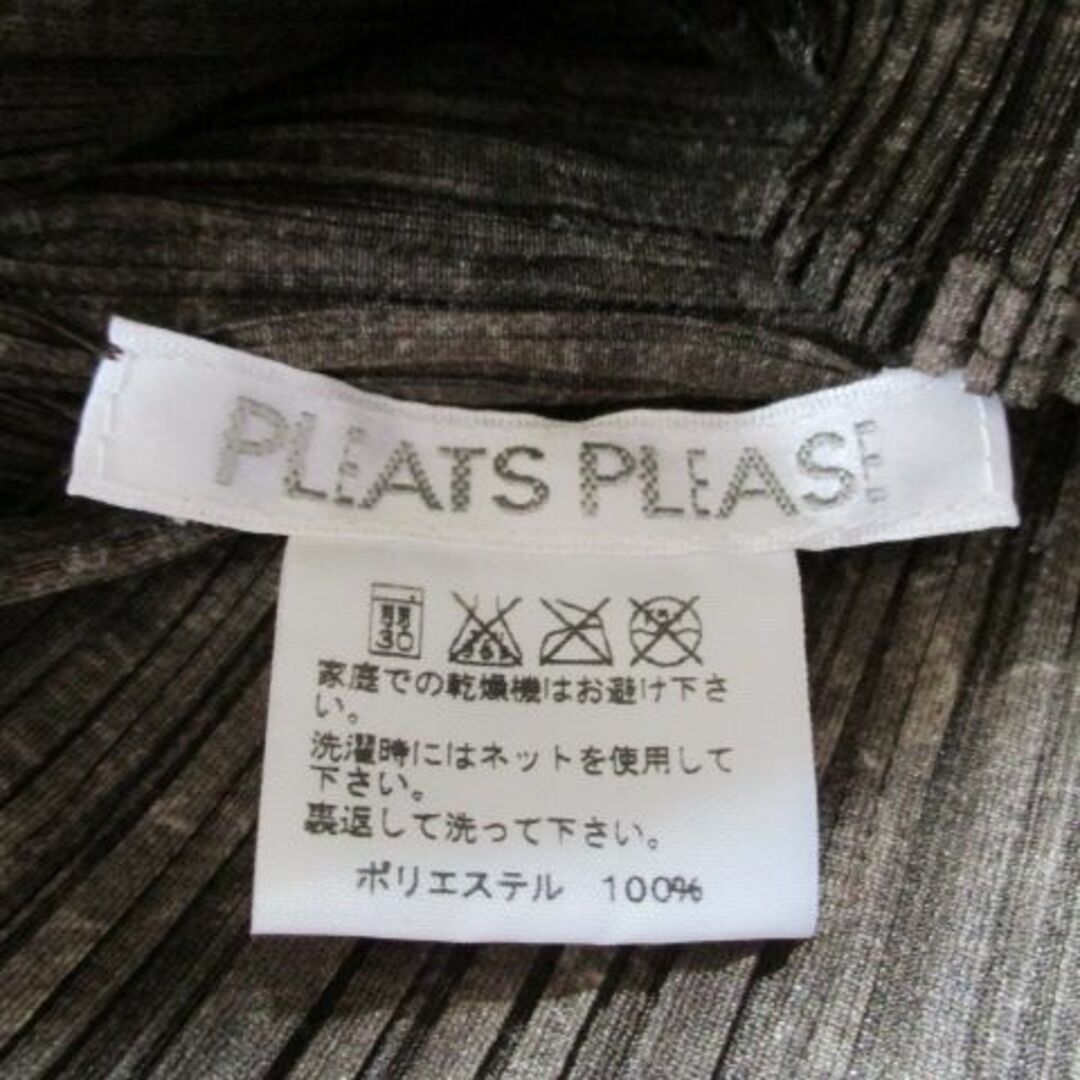 PLEATS PLEASE
弱
30
家庭での乾燥機はお避け下さ
い。
洗濯時にはネットを使用して
下さい。
裏返して洗って下さい。
ポリエステル 100%